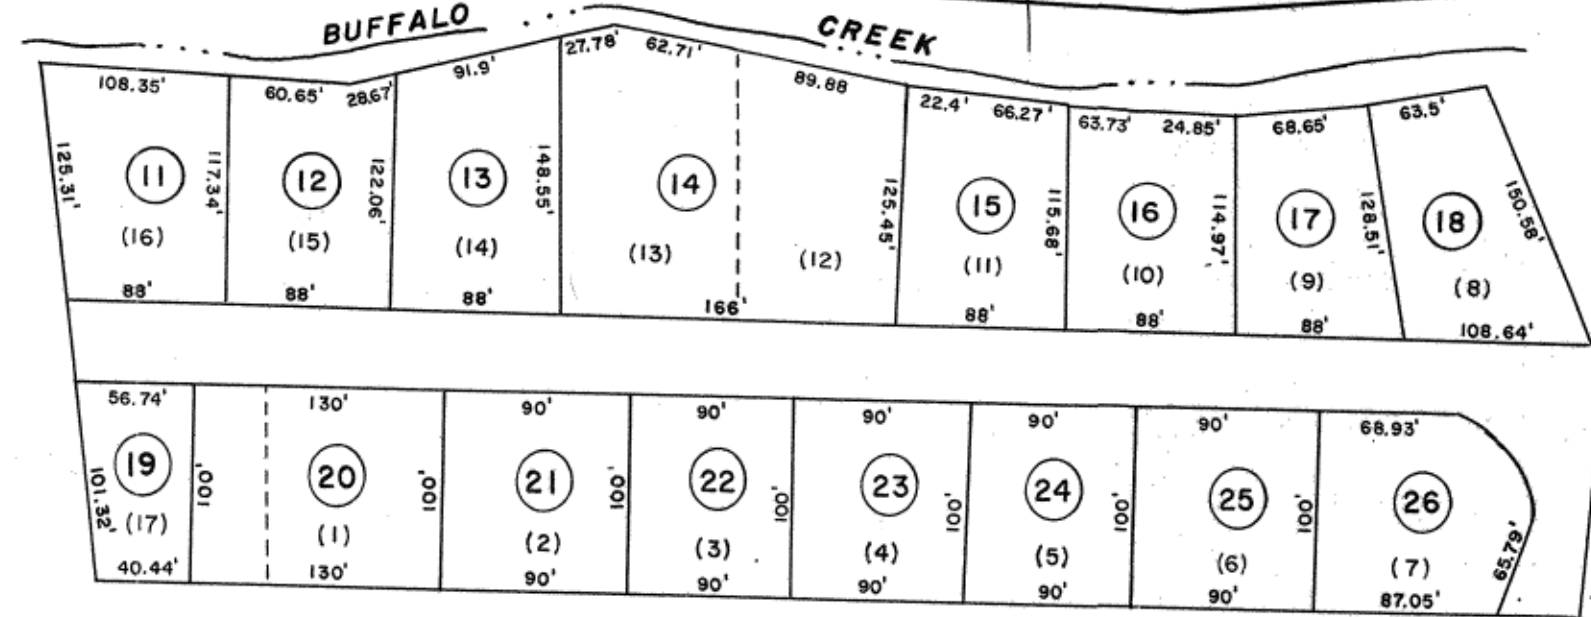 BUFFALO CREEK
108.35' 60.65' 28.67' 91.9' 27.78' 62.71' 89.88 22.4' 66.27' 63.73' 24.85' 68.65' 63.5'
125.31' 117.34' 122.06' 148.55' 125.45' 115.68' 114.97' 128.51' 150.58'
11 12 13 14 15 16 17 18
(16) (15) (14) (13) (12) (11) (10) (9) (8)
88' 88' 88' 166' 88' 88' 88' 108.64'
56.74' 130' 90' 90' 90' 90' 90' 68.93'
19 20 21 22 23 24 25 26
101.32' 100' 100' 100' 100' 100' 100' 100' 65.79'
(17) (1) (2) (3) (4) (5) (6) (7)
40.44' 130' 90' 90' 90' 90' 90' 87.05'